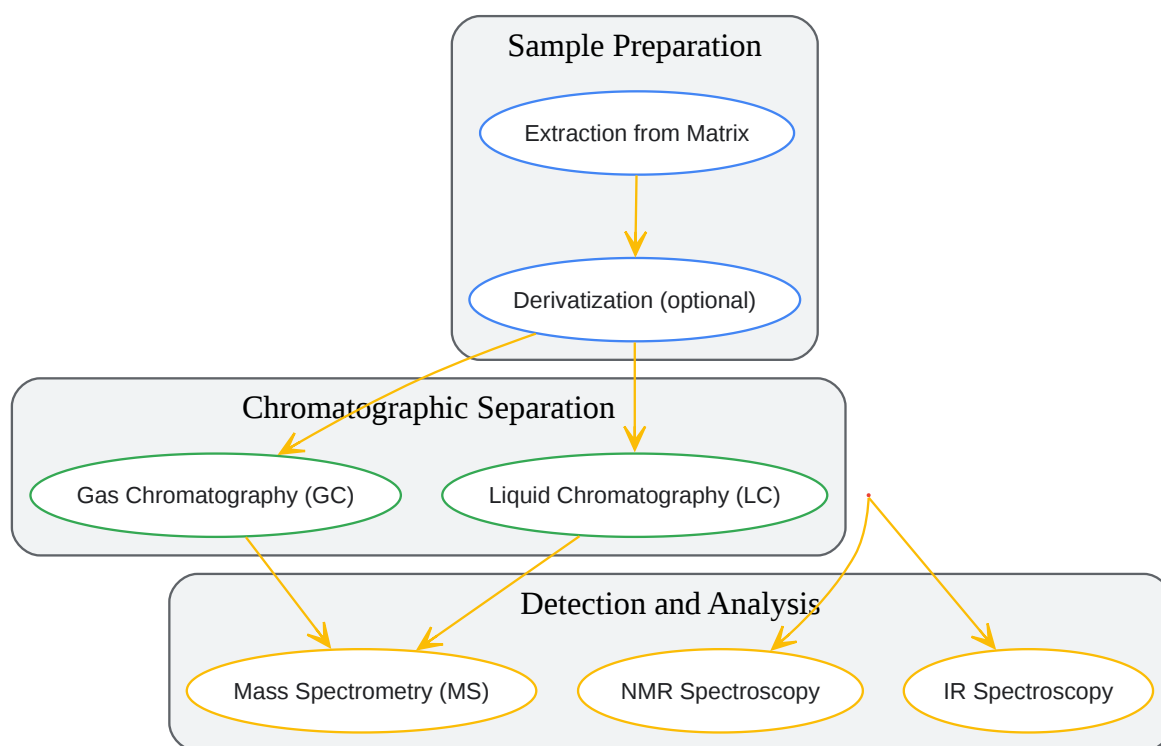 Sample Preparation
Extraction from Matrix
Derivatization (optional)
Chromatographic Separation
Gas Chromatography (GC)
Liquid Chromatography (LC)
Detection and Analysis
Mass Spectrometry (MS)
NMR Spectroscopy
IR Spectroscopy